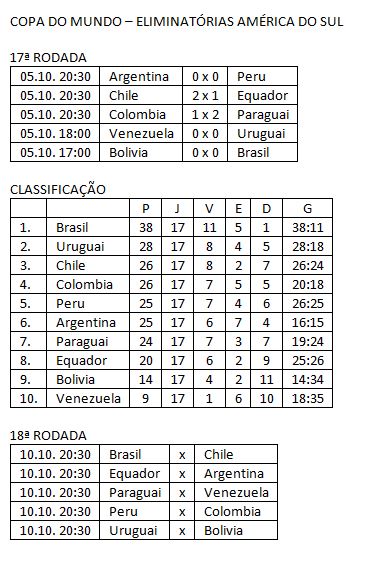 COPA DO MUNDO – ELIMINATÓRIAS AMÉRICA DO SUL
17ª RODADA
05.10. 20:30 Argentina 0 x 0 Peru
05.10. 20:30 Chile 2 x 1 Equador
05.10. 20:30 Colombia 1 x 2 Paraguai
05.10. 18:00 Venezuela 0 x 0 Uruguai
05.10. 17:00 Bolivia 0 x 0 Brasil
CLASSIFICAÇÃO
P J V E D G
1. Brasil 38 17 11 5 1 38:11
2. Uruguai 28 17 8 4 5 28:18
3. Chile 26 17 8 2 7 26:24
4. Colombia 26 17 7 5 5 20:18
5. Peru 25 17 7 4 6 26:25
6. Argentina 25 17 6 7 4 16:15
7. Paraguai 24 17 7 3 7 19:24
8. Equador 20 17 6 2 9 25:26
9. Bolivia 14 17 4 2 11 14:34
10. Venezuela 9 17 1 6 10 18:35
18ª RODADA
10.10. 20:30 Brasil x Chile
10.10. 20:30 Equador x Argentina
10.10. 20:30 Paraguai x Venezuela
10.10. 20:30 Peru x Colombia
10.10. 20:30 Uruguai x Bolivia